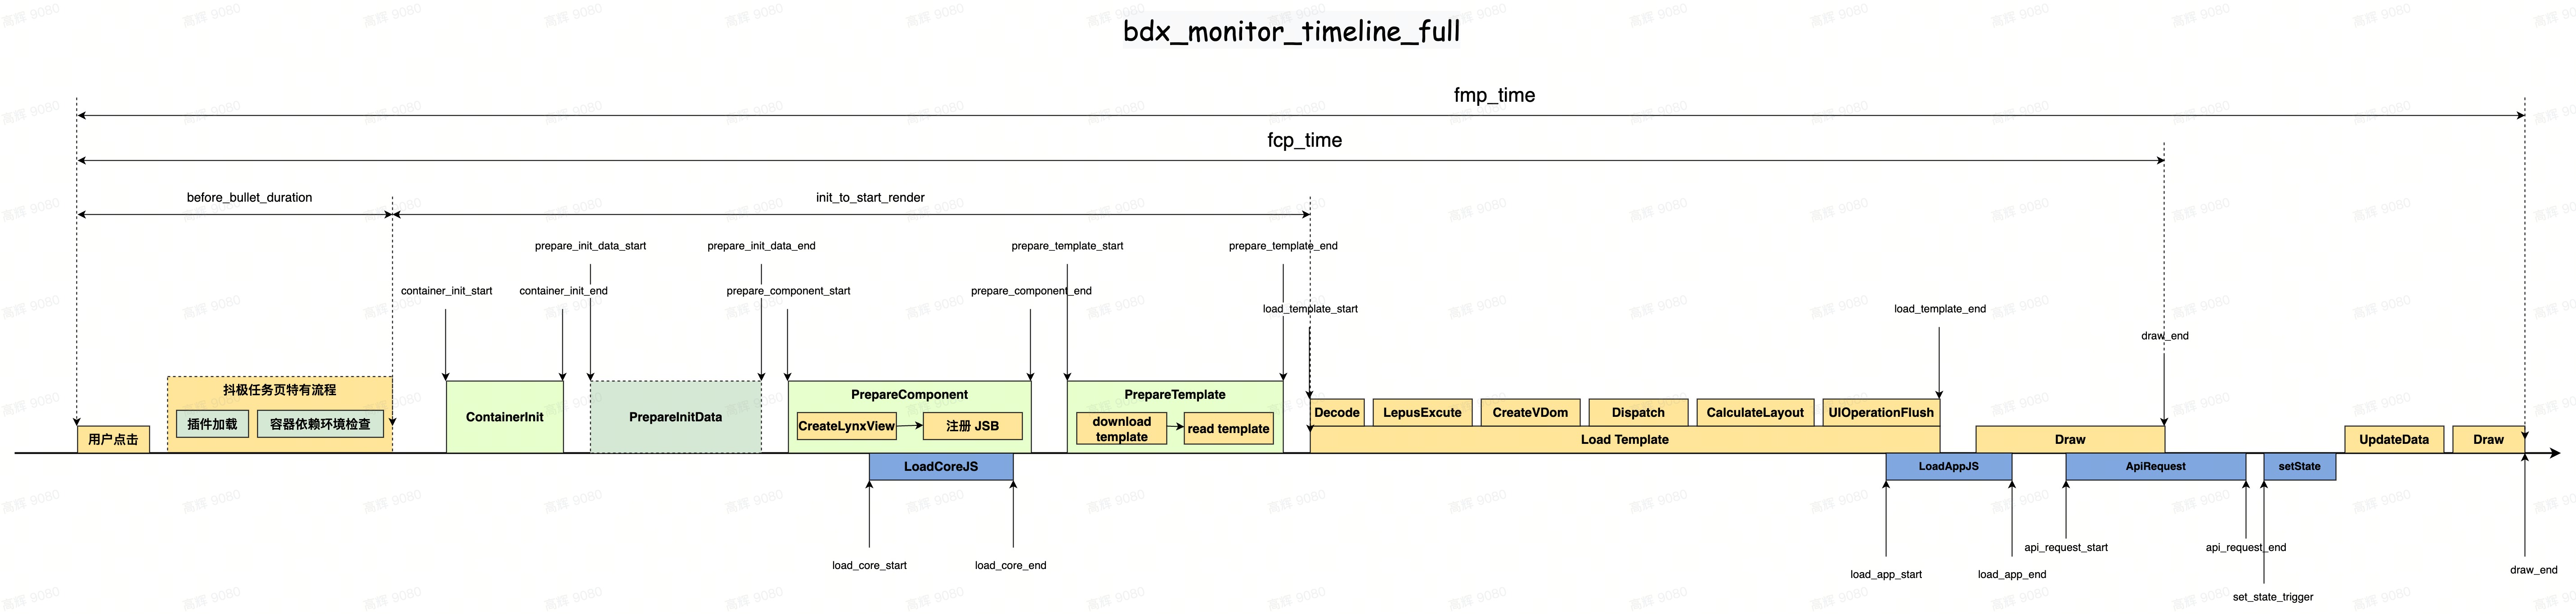 bdx_monitor_timeline_full
fmp_time
fcp_time
before_bullet_duration
init_to_start_render
prepare_init_data_start
prepare_init_data_end
prepare_template_start
prepare_template_end
container_init_start
container_init_end
prepare_component_start
prepare_component_end
load_template_start
load_template_end
draw_end
抖极任务页特有流程
插件加载
容器依赖环境检查
用户点击
ContainerInit
PrepareInitData
PrepareComponent
CreateLynxView
注册 JSB
PrepareTemplate
download
template
read template
Decode
LepusExcute
CreateVDom
Dispatch
CalculateLayout
UIOperationFlush
Load Template
Draw
UpdateData
Draw
LoadCoreJS
LoadAppJS
ApiRequest
setState
load_core_start
load_core_end
load_app_start
load_app_end
api_request_start
api_request_end
set_state_trigger
draw_end
高辉 9080